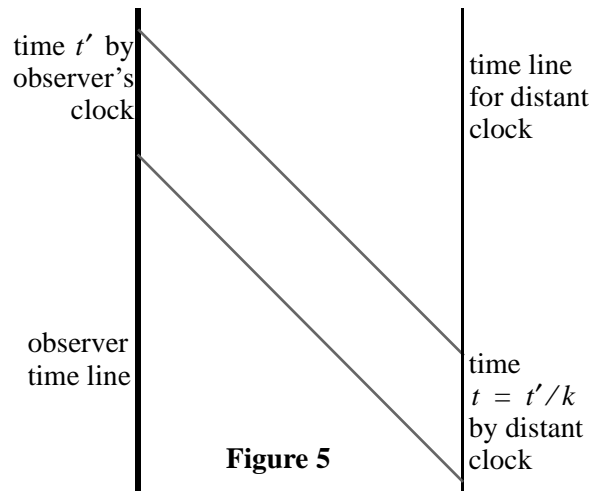 time t′ by
observer's
clock
time line
for distant
clock
observer
time line
time
t = t′/k
by distant
clock
Figure 5